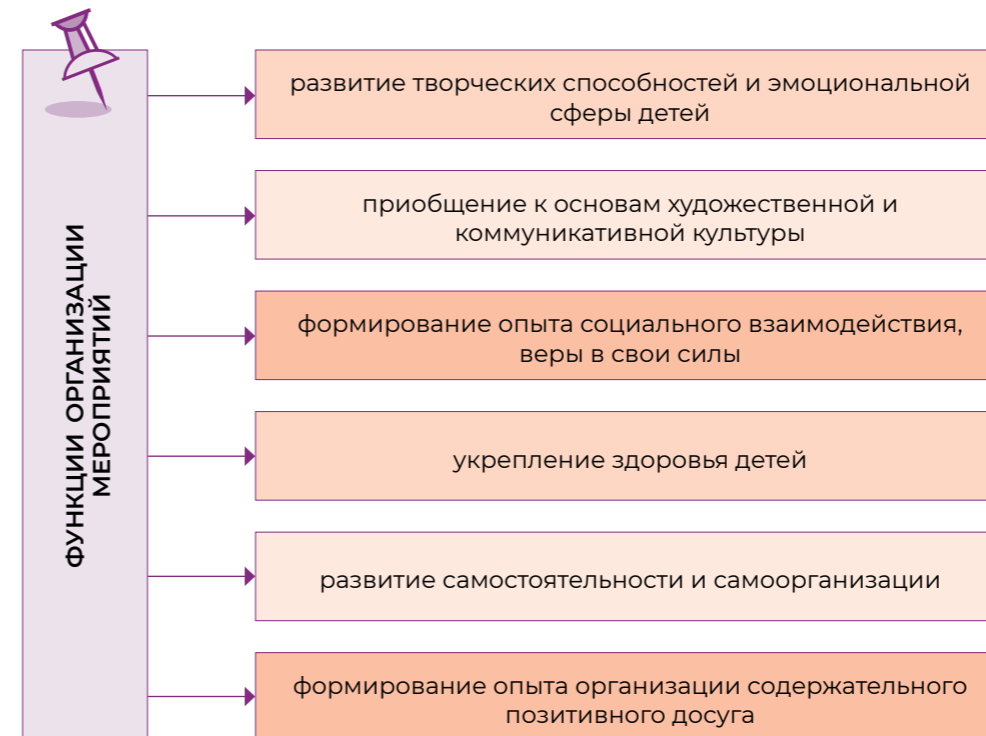 ФУНКЦИИ ОРГАНИЗАЦИИ
МЕРОПРИЯТИЙ
развитие творческих способностей и эмоциональной
сферы детей
приобщение к основам художественной и
коммуникативной культуры
формирование опыта социального взаимодействия,
веры в свои силы
укрепление здоровья детей
развитие самостоятельности и самоорганизации
формирование опыта организации содержательного
позитивного досуга